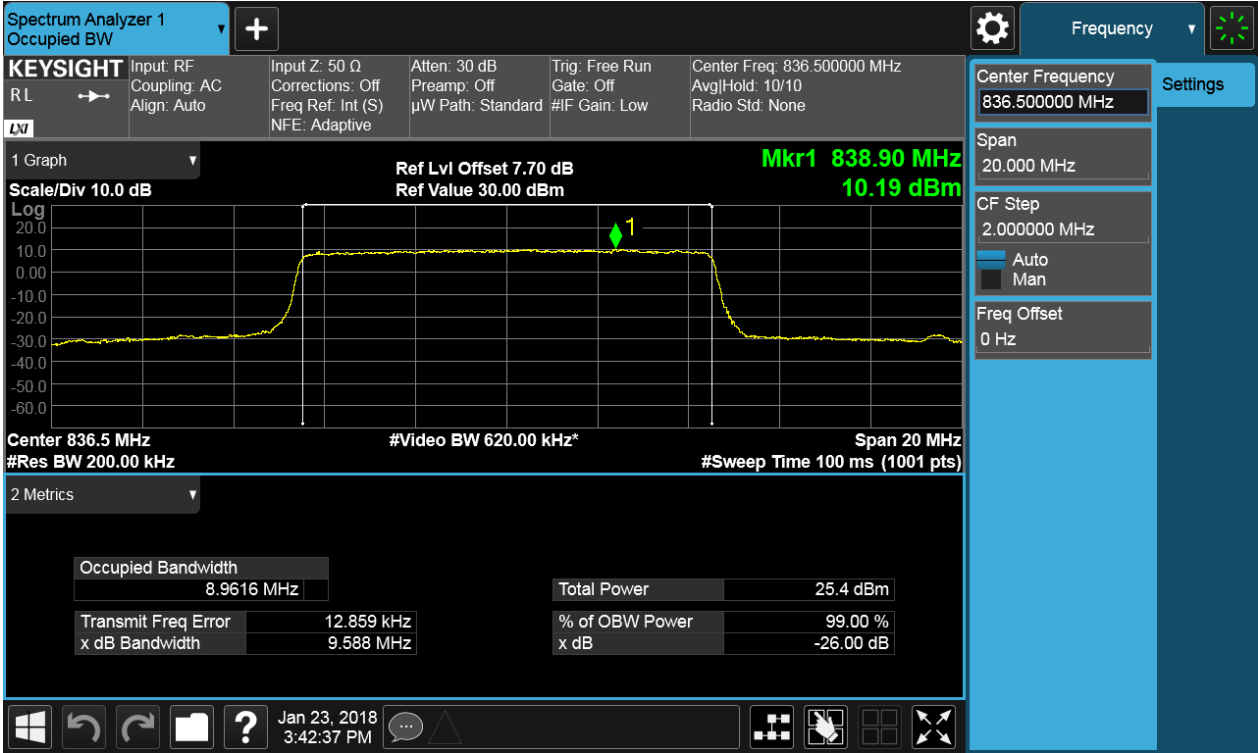 Spectrum Analyzer 1
Occupied BW
Frequency
KEYSIGHT
R L
LXI
Input: RF
Coupling: AC
Align: Auto
Input Z: 50 Ω
Corrections: Off
Freq Ref: Int (S)
NFE: Adaptive
Atten: 30 dB
Preamp: Off
µW Path: Standard
Trig: Free Run
Gate: Off
#IF Gain: Low
Center Freq: 836.500000 MHz
Avg|Hold: 10/10
Radio Std: None
Center Frequency
836.500000 MHz
Settings
Span
20.000 MHz
CF Step
2.000000 MHz
Auto
Man
Freq Offset
0 Hz
1 Graph
Scale/Div 10.0 dB
Ref Lvl Offset 7.70 dB
Ref Value 30.00 dBm
Mkr1 838.90 MHz
10.19 dBm
Log
20.0
10.0
0.00
-10.0
-20.0
-30.0
-40.0
-50.0
-60.0
1
Center 836.5 MHz
#Res BW 200.00 kHz
#Video BW 620.00 kHz*
Span 20 MHz
#Sweep Time 100 ms (1001 pts)
2 Metrics
Occupied Bandwidth
8.9616 MHz
Total Power 25.4 dBm
Transmit Freq Error 12.859 kHz
% of OBW Power 99.00 %
x dB Bandwidth 9.588 MHz
x dB -26.00 dB
?
Jan 23, 2018
3:42:37 PM